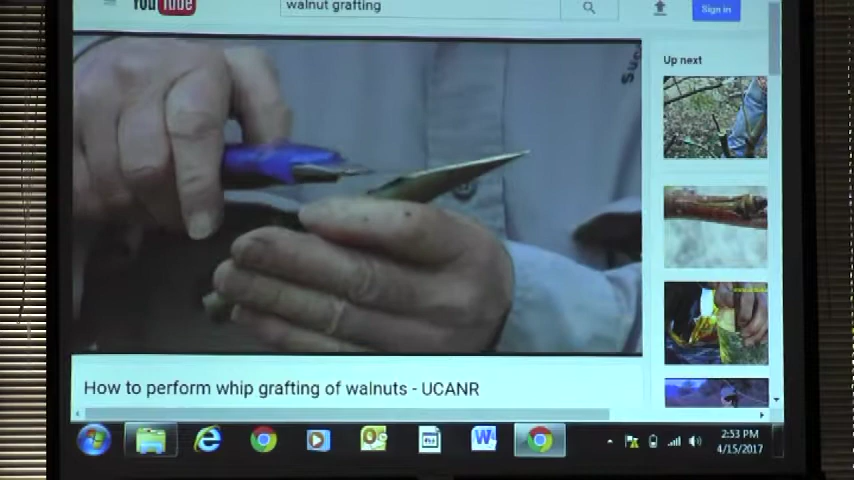 YouTube
walnut grafting
Sign in
Up next
How to perform whip grafting of walnuts - UCANR
2:53 PM
4/15/2017